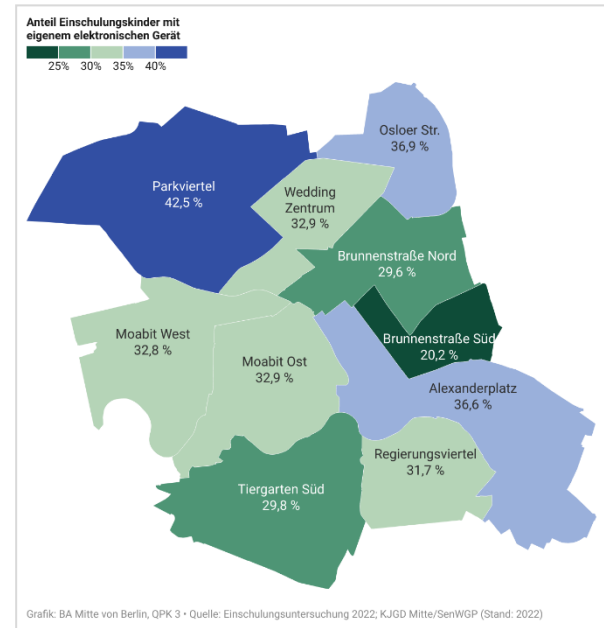 Anteil Einschulungskinder mit
eigenem elektronischen Gerät
25% 30% 35% 40%
Osloer Str.
36,9 %
Parkviertel
42,5 %
Wedding
Zentrum
32,9 %
Brunnenstraße Nord
29,6 %
Moabit West
32,8 %
Moabit Ost
32,9 %
Brunnenstraße Süd
20,2 %
Alexanderplatz
36,6 %
Regierungsviertel
31,7 %
Tiergarten Süd
29,8 %
Grafik: BA Mitte von Berlin, QPK 3 • Quelle: Einschulungsuntersuchung 2022; KJGD Mitte/SenWGP (Stand: 2022)